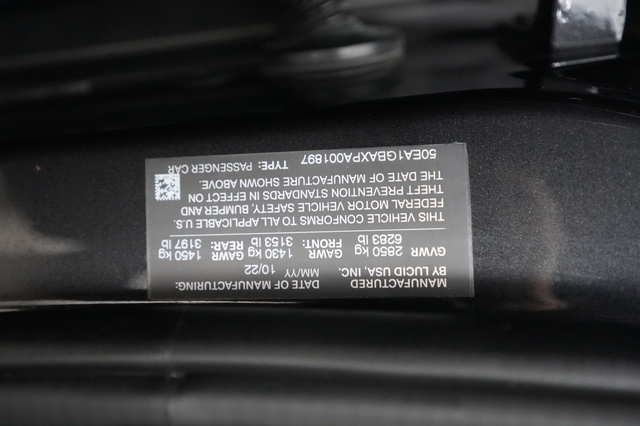 MANUFACTURED DATE OF MANUFACTURING:
BY LUCID USA, INC. MM/YY 10/22
GVWR 2850 kg GAWR 1430 kg GAWR 1450 kg
6283 lb FRONT: 3153 lb REAR: 3197 lb
THIS VEHICLE CONFORMS TO ALL APPLICABLE U.S.
FEDERAL MOTOR VEHICLE SAFETY, BUMPER AND
THEFT PREVENTION STANDARDS IN EFFECT ON
THE DATE OF MANUFACTURE SHOWN ABOVE.
50EA1GBAXPA001897 TYPE: PASSENGER CAR